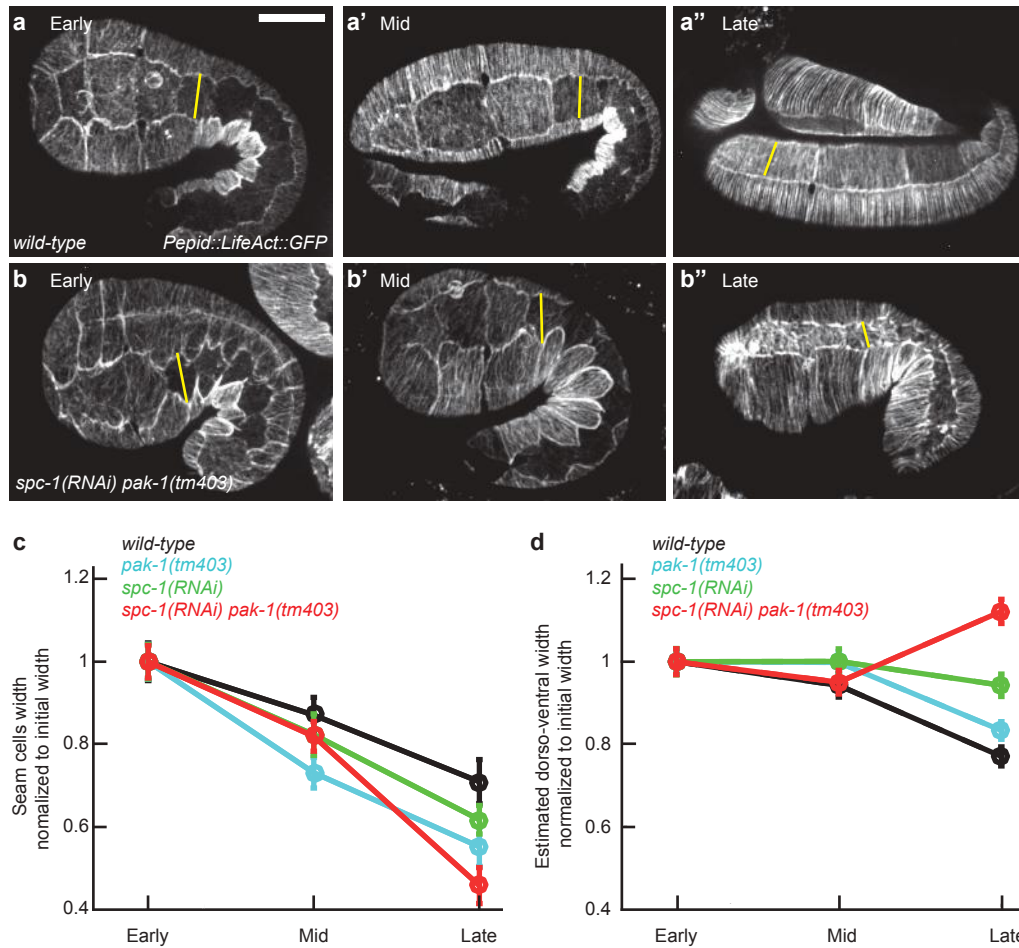 a Early
a' Mid
a" Late
wild-type Pepid::LifeAct::GFP
b Early
b' Mid
b" Late
spc-1(RNAi) pak-1(tm403)
c
wild-type
pak-1(tm403)
spc-1(RNAi)
spc-1(RNAi) pak-1(tm403)
Seam cells width
nomalized to initial width
1.2
1
0.8
0.6
0.4
Early Mid Late
d
wild-type
pak-1(tm403)
spc-1(RNAi)
spc-1(RNAi) pak-1(tm403)
Estimated dorso-ventral width
normalized to initial width
1.2
1
0.8
0.6
0.4
Early Mid Late